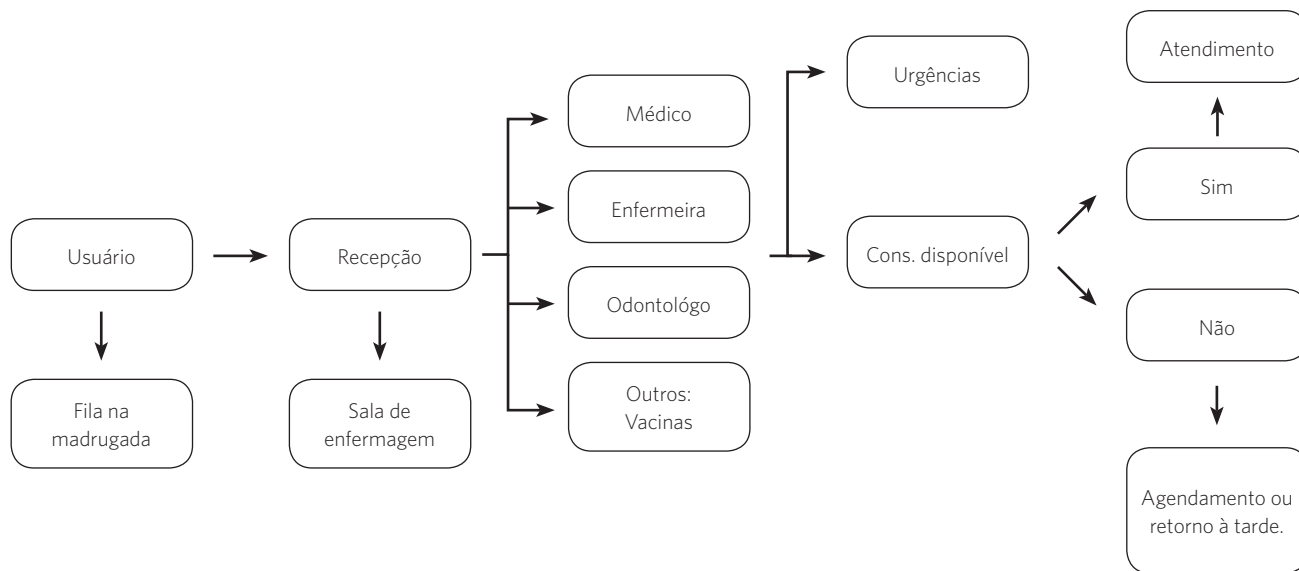 Usuário
Fila na
madrugada
Recepção
Sala de
enfermagem
Médico
Enfermeira
Odontológo
Outros:
Vacinas
Urgências
Cons. disponível
Atendimento
Sim
Não
Agendamento ou
retorno à tarde.